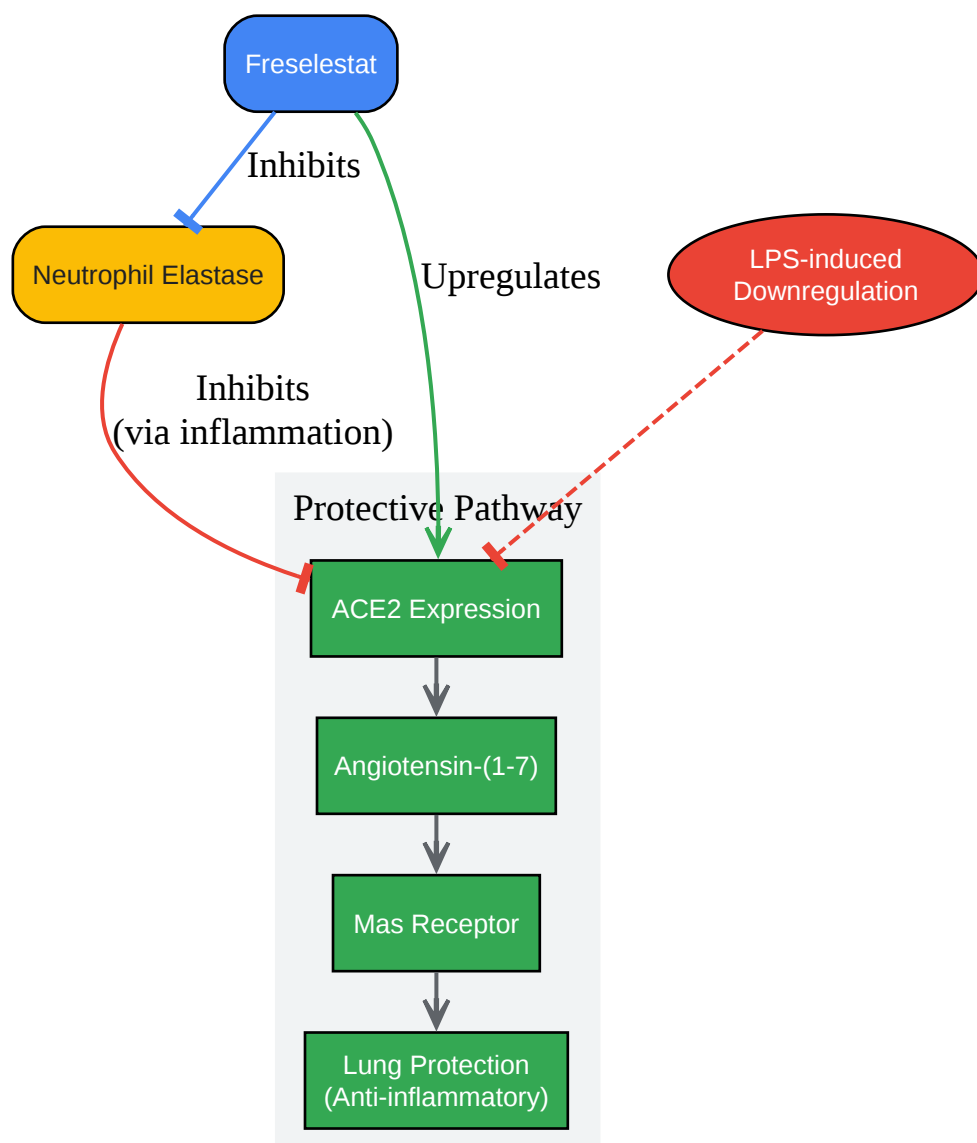 Freselestat
Inhibits
Neutrophil Elastase
Upregulates
LPS-induced
Downregulation
Inhibits
(via inflammation)
Protective Pathway
ACE2 Expression
Angiotensin-(1-7)
Mas Receptor
Lung Protection
(Anti-inflammatory)